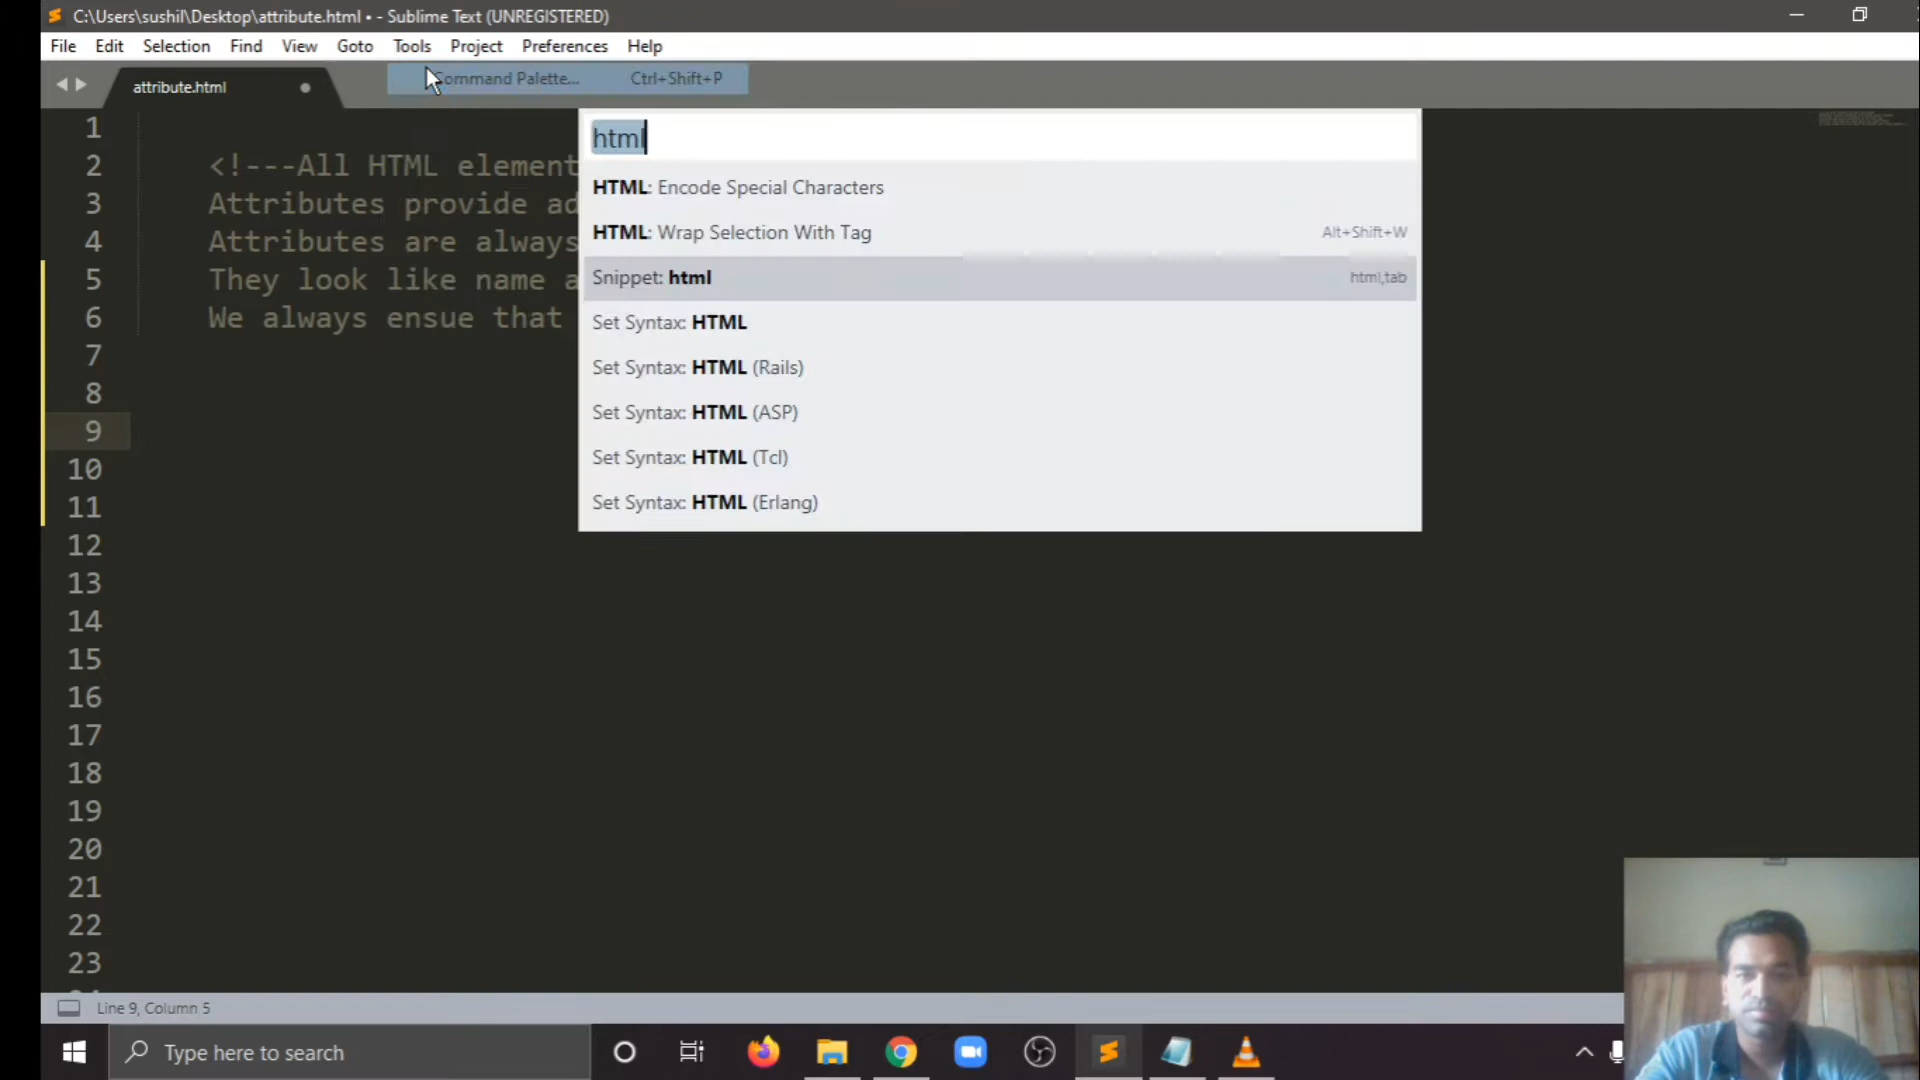 C:\Users\sushil\Desktop\attribute.html • - Sublime Text (UNREGISTERED)
File Edit Selection Find View Goto Tools Project Preferences Help
attribute.html
Command Palette... Ctrl+Shift+P
html
HTML: Encode Special Characters
HTML: Wrap Selection With Tag Alt+Shift+W
Snippet: html html,tab
Set Syntax: HTML
Set Syntax: HTML (Rails)
Set Syntax: HTML (ASP)
Set Syntax: HTML (Tcl)
Set Syntax: HTML (Erlang)
1
2 <!---All HTML element
3 Attributes provide ad
4 Attributes are always
5 They look like name a
6 We always ensue that
7
8
9
10
11
12
13
14
15
16
17
18
19
20
21
22
23
Line 9, Column 5
Type here to search